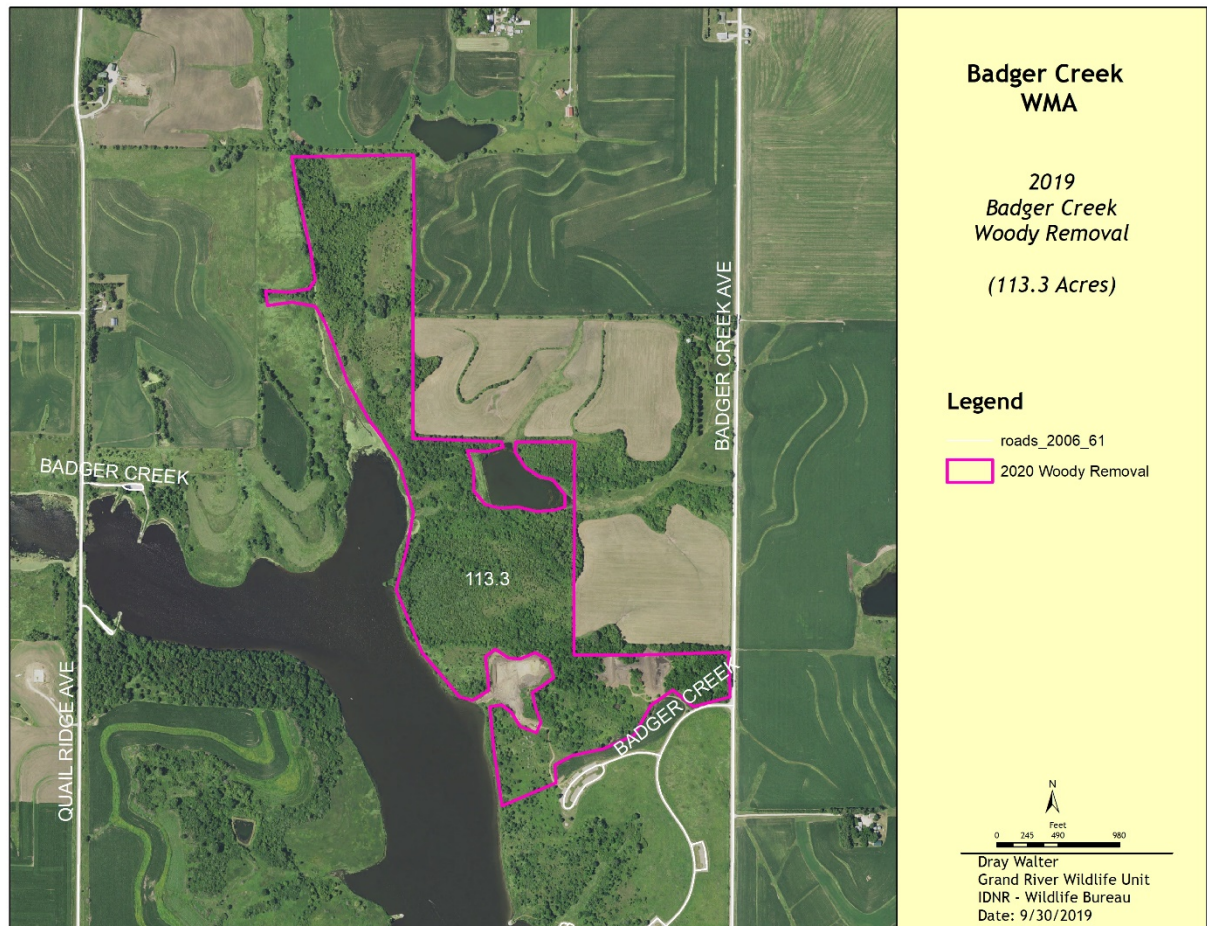 Badger Creek
WMA
2019
Badger Creek
Woody Removal
(113.3 Acres)
Legend
roads_2006_61
2020 Woody Removal
BADGER CREEK AVE
BADGER CREEK
113.3
BADGER CREEK
QUAIL RIDGE AVE
N
Feet
0 245 490 980
Dray Walter
Grand River Wildlife Unit
IDNR - Wildlife Bureau
Date: 9/30/2019